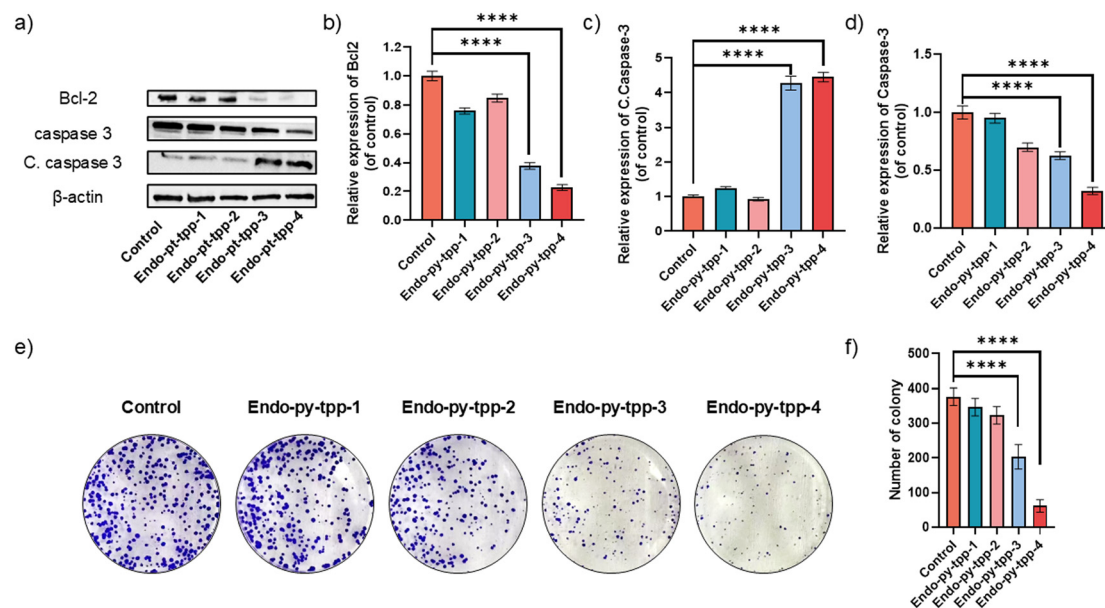 a)
Bcl-2
caspase 3
C. caspase 3
β-actin
Control
Endo-pt-tpp-1
Endo-pt-tpp-2
Endo-pt-tpp-3
Endo-pt-tpp-4
b)
Relative expression of Bcl2
(of control)
1.2
1.0
0.8
0.6
0.4
0.2
0.0
****
****
Control
Endo-py-tpp-1
Endo-py-tpp-2
Endo-py-tpp-3
Endo-py-tpp-4
c)
Relative expression of C.Caspase-3
(of control)
5
4
3
2
1
0
****
****
Control
Endo-py-tpp-1
Endo-py-tpp-2
Endo-py-tpp-3
Endo-py-tpp-4
d)
Relative expression of Caspase-3
(of control)
1.5
1.0
0.5
0.0
****
****
Control
Endo-py-tpp-1
Endo-py-tpp-2
Endo-py-tpp-3
Endo-py-tpp-4
e)
Control
Endo-py-tpp-1
Endo-py-tpp-2
Endo-py-tpp-3
Endo-py-tpp-4
f)
Number of colony
500
400
300
200
100
0
****
****
Control
Endo-py-tpp-1
Endo-py-tpp-2
Endo-py-tpp-3
Endo-py-tpp-4